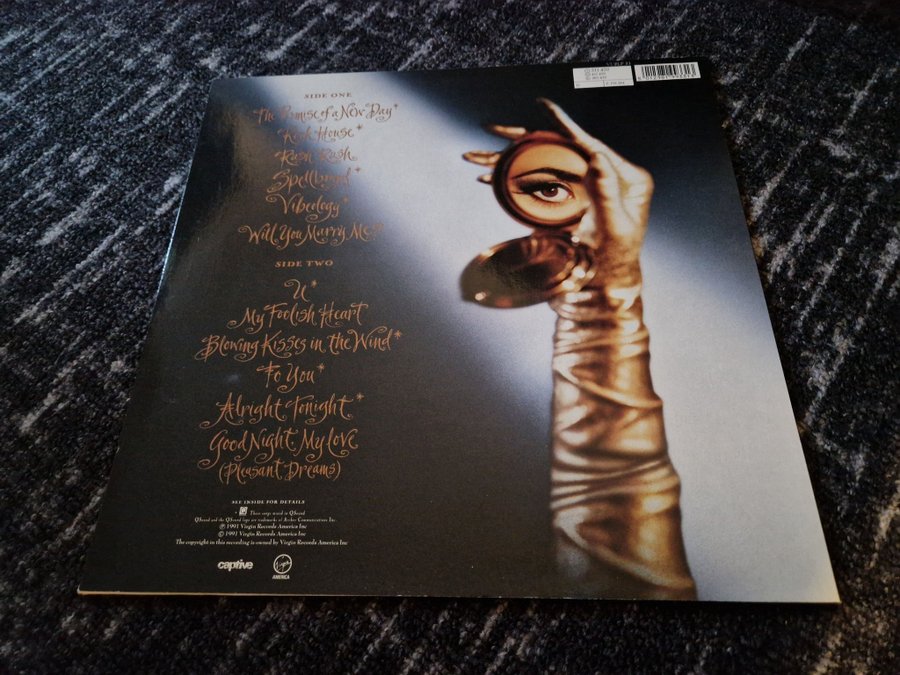 SIDE ONE
The Promise of a New Day*
Rock House*
Rush Rush
Spellbound*
Vibeology*
Will You Marry Me?
SIDE TWO
U*
My Foolish Heart
Blowing Kisses in the Wind*
To You*
Alright Tonight*
Good Night, My Love
(Pleasant Dreams)
SEE INSIDE FOR DETAILS
* Q These songs mixed in QSound
QSound and the QSound logo are trademarks of Archer Communications Inc.
℗ 1991 Virgin Records America Inc
© 1991 Virgin Records America Inc
The copyright in this recording is owned by Virgin Records America Inc
captive
Virgin
AMERICA